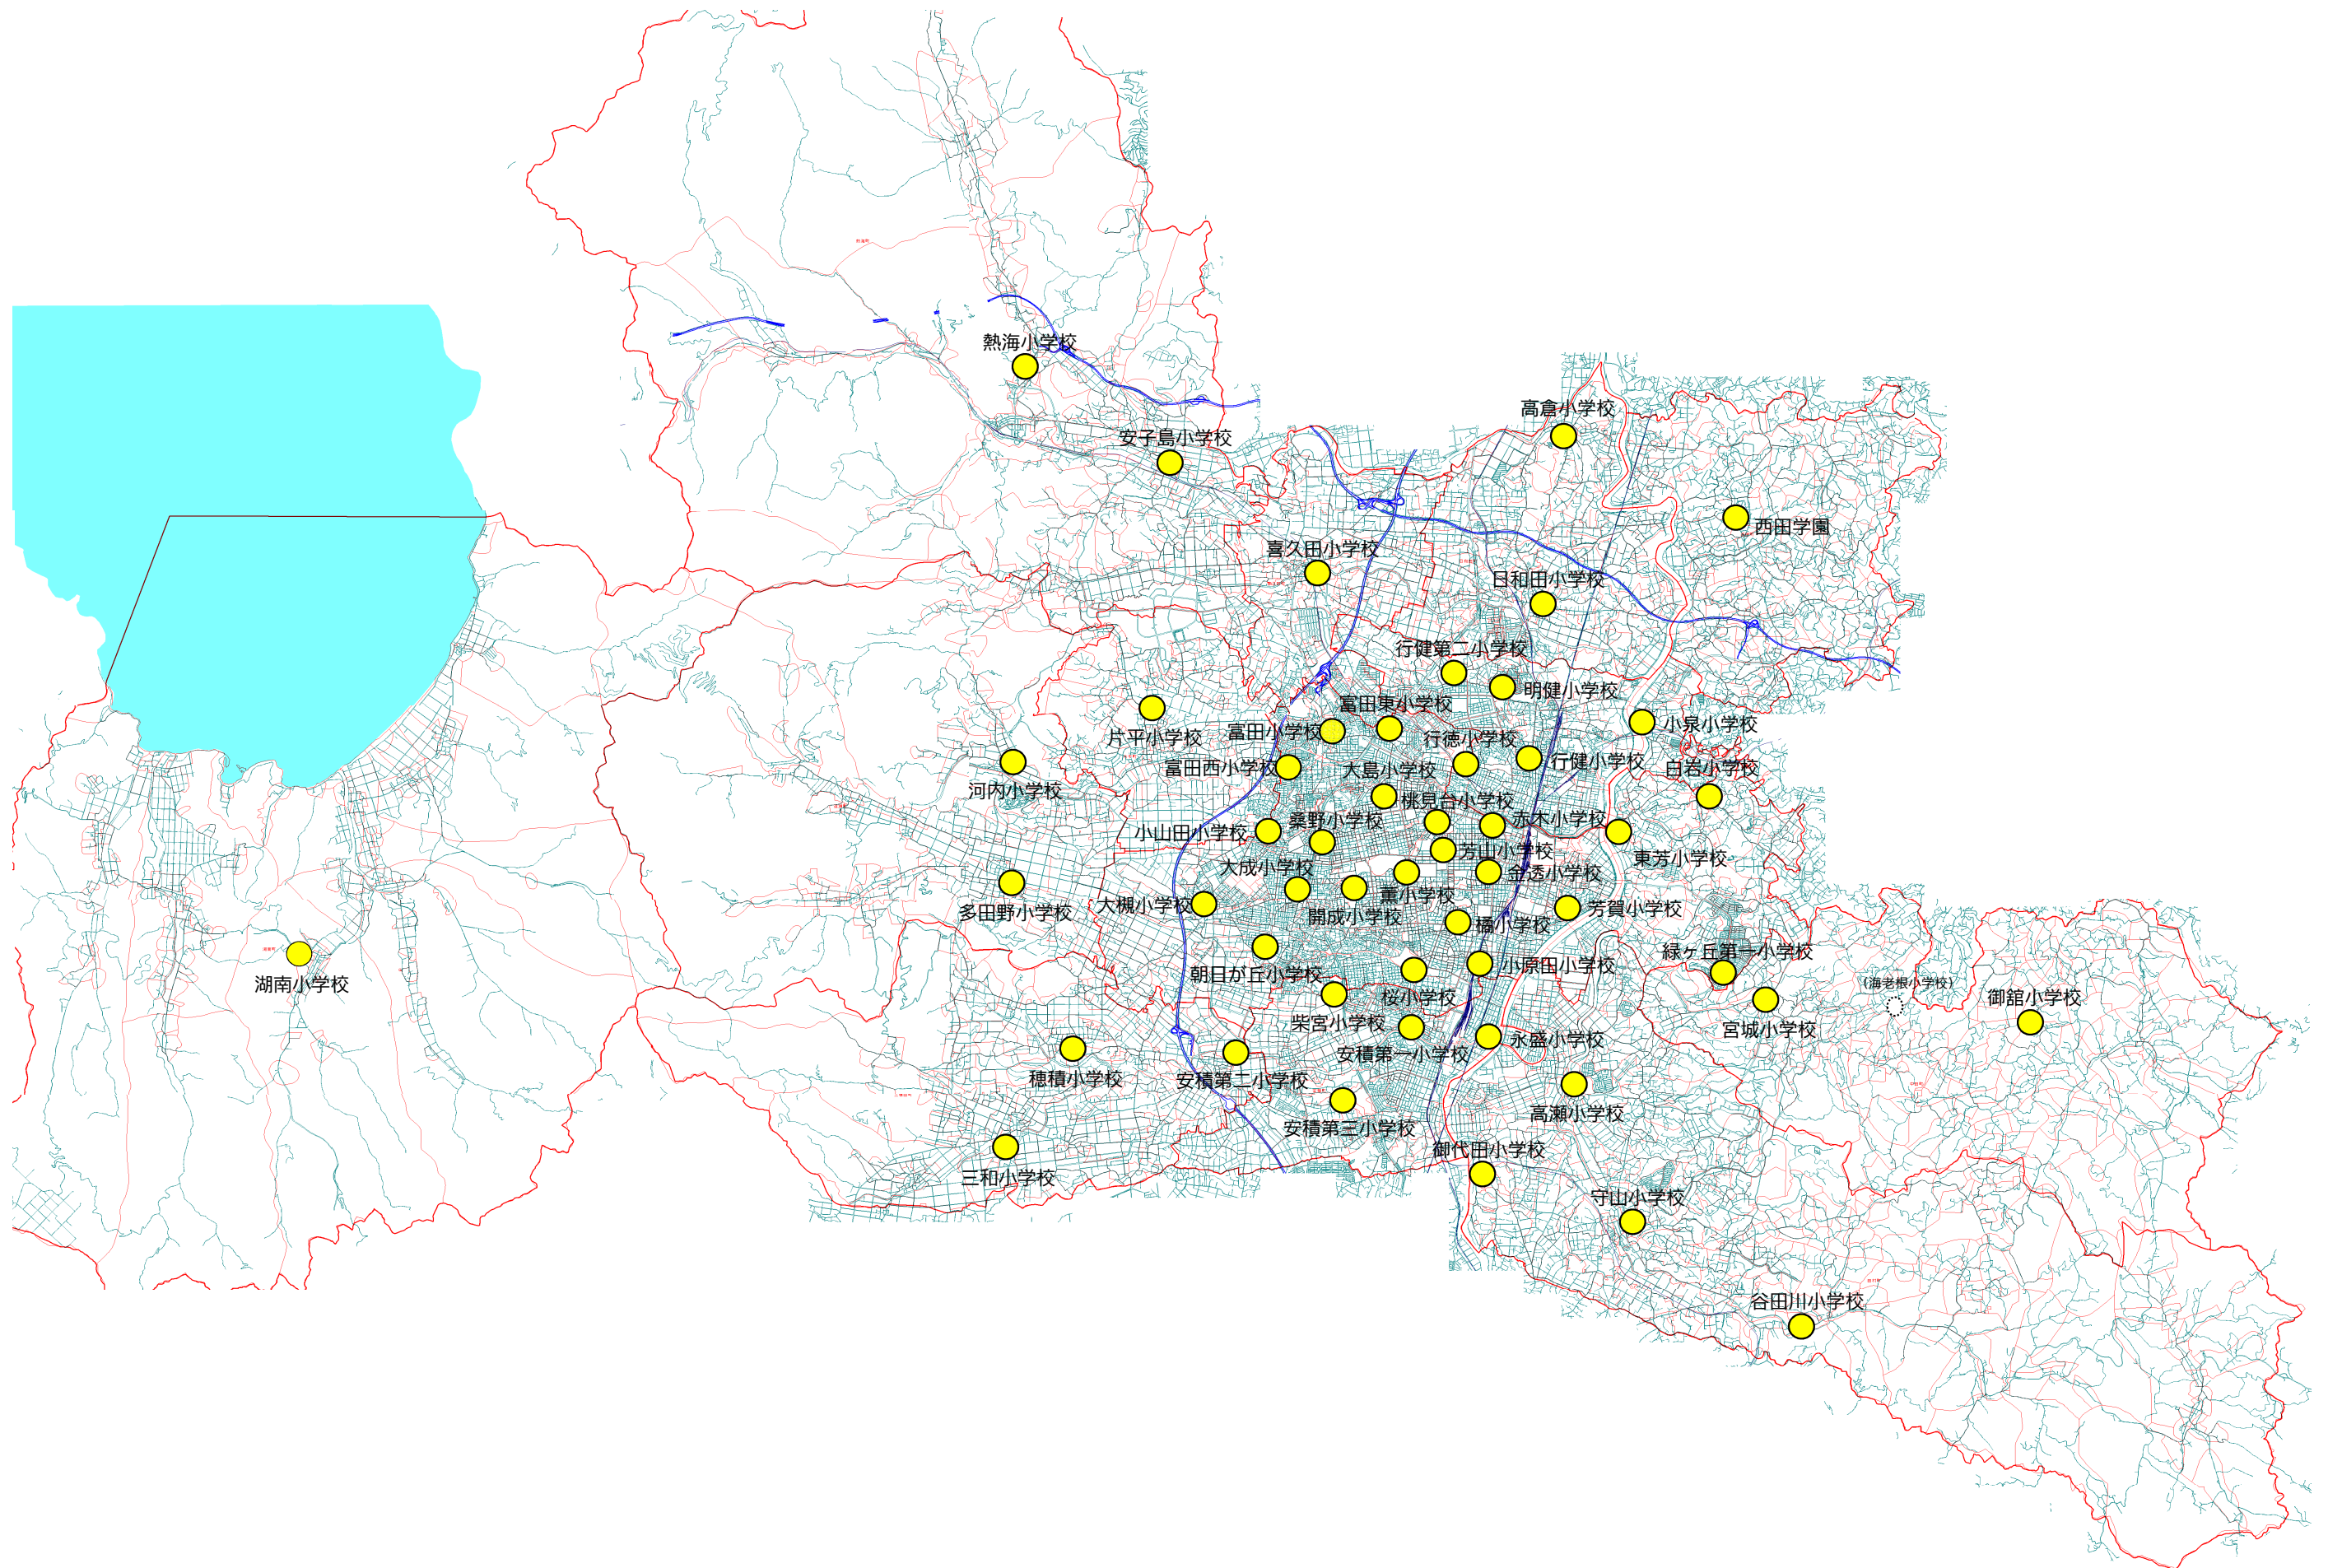 熱海小学校
高倉小学校
安子島小学校
西田学園
喜久田小学校
日和田小学校
行健第二小学校
明健小学校
富田東小学校
小泉小学校
富田小学校
片平小学校
行徳小学校
行健小学校
富田西小学校
大島小学校
白岩小学校
河内小学校
桃見台小学校
桑野小学校
赤木小学校
小山田小学校
芳山小学校
東芳小学校
大成小学校
金透小学校
薫小学校
大槻小学校
多田野小学校
開成小学校
芳賀小学校
橘小学校
緑ヶ丘第一小学校
小原田小学校
朝日が丘小学校
湖南小学校
(海老根小学校)
桜小学校
御舘小学校
柴宮小学校
宮城小学校
永盛小学校
安積第一小学校
穂積小学校
安積第二小学校
高瀬小学校
安積第三小学校
御代田小学校
三和小学校
守山小学校
谷田川小学校